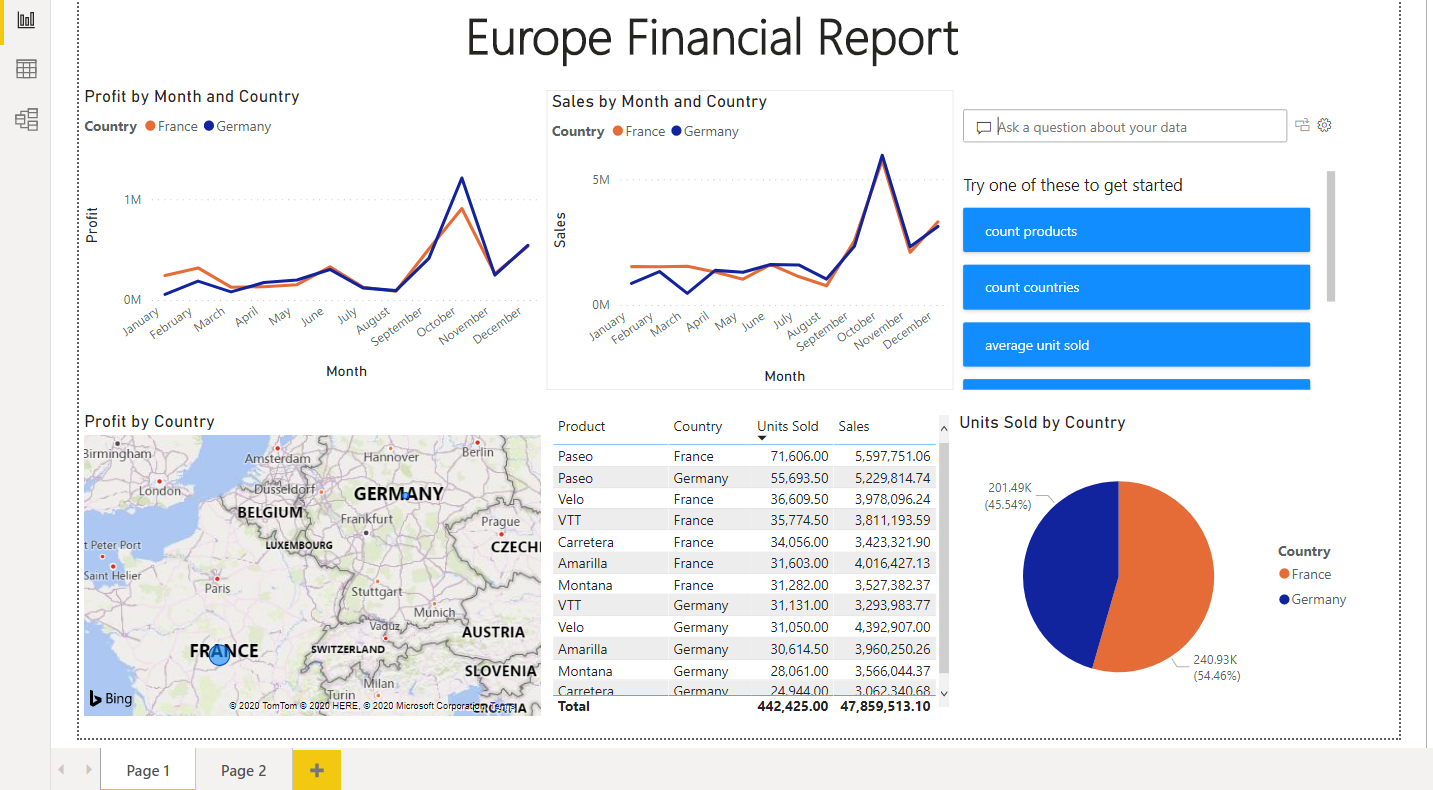 Europe Financial Report
Profit by Month and Country
Country France Germany
1M
0M
Profit
January February March April May June July August September October November December
Month
Sales by Month and Country
Country France Germany
5M
0M
Sales
January February March April May June July August September October November December
Month
Ask a question about your data
Try one of these to get started
count products
count countries
average unit sold
Profit by Country
Birmingham
London
Amsterdam
Hannover
Berlin
Düsseldorf
GERMANY
BELGIUM
Frankfurt
Prague
LUXEMBOURG
CZECH
t Peter Port
Saint Helier
Paris
Stuttgart
Munich
Vaduz
AUSTRIA
FRANCE
SWITZERLAND
SLOVENIA
Milan
Turin
CROATIA
Bing
© 2020 TomTom © 2020 HERE, © 2020 Microsoft Corporation Terms
Product Country Units Sold Sales
Paseo France 71,606.00 5,597,751.06
Paseo Germany 55,693.50 5,229,814.74
Velo France 36,609.50 3,978,096.24
VTT France 35,774.50 3,811,193.59
Carretera France 34,056.00 3,423,321.90
Amarilla France 31,603.00 4,016,427.13
Montana France 31,282.00 3,527,382.37
VTT Germany 31,131.00 3,293,983.77
Velo Germany 31,050.00 4,392,907.00
Amarilla Germany 30,614.50 3,960,250.26
Montana Germany 28,061.00 3,566,044.37
Carretera Germany 24,944.00 3,062,340.68
Total 442,425.00 47,859,513.10
Units Sold by Country
201.49K
(45.54%)
240.93K
(54.46%)
Country
France
Germany
Page 1
Page 2